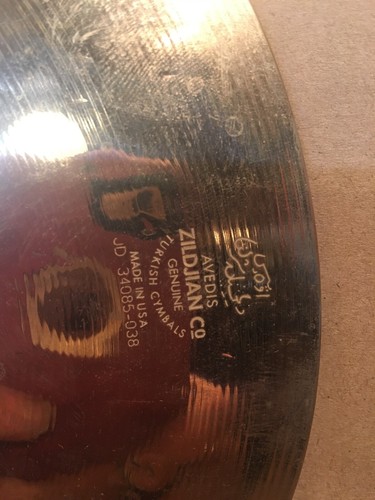 AVEDIS
ZILDJIAN CO
GENUINE
TURKISH CYMBALS
MADE IN USA
JD 34085-038